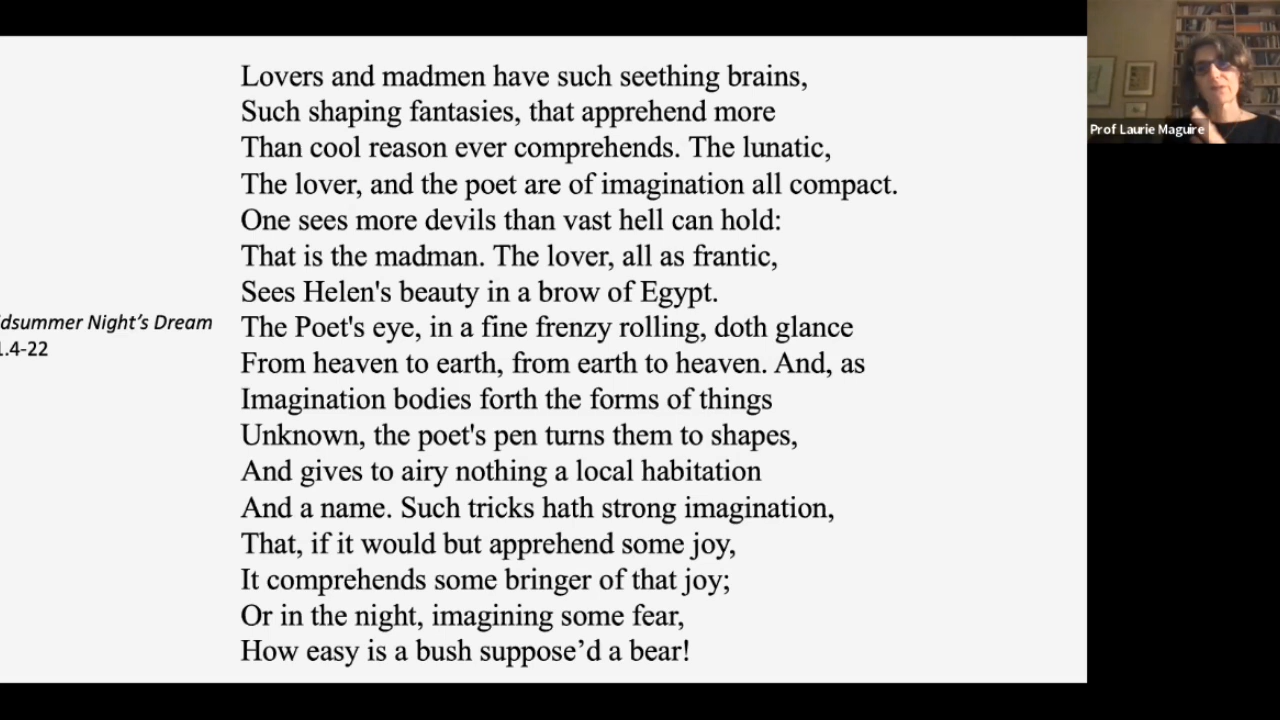 Lovers and madmen have such seething brains,
Such shaping fantasies, that apprehend more
Than cool reason ever comprehends. The lunatic,
The lover, and the poet are of imagination all compact.
One sees more devils than vast hell can hold:
That is the madman. The lover, all as frantic,
Sees Helen's beauty in a brow of Egypt.
The Poet's eye, in a fine frenzy rolling, doth glance
From heaven to earth, from earth to heaven. And, as
Imagination bodies forth the forms of things
Unknown, the poet's pen turns them to shapes,
And gives to airy nothing a local habitation
And a name. Such tricks hath strong imagination,
That, if it would but apprehend some joy,
It comprehends some bringer of that joy;
Or in the night, imagining some fear,
How easy is a bush suppose’d a bear!
dsummer Night’s Dream
1.4-22
Prof Laurie Maguire